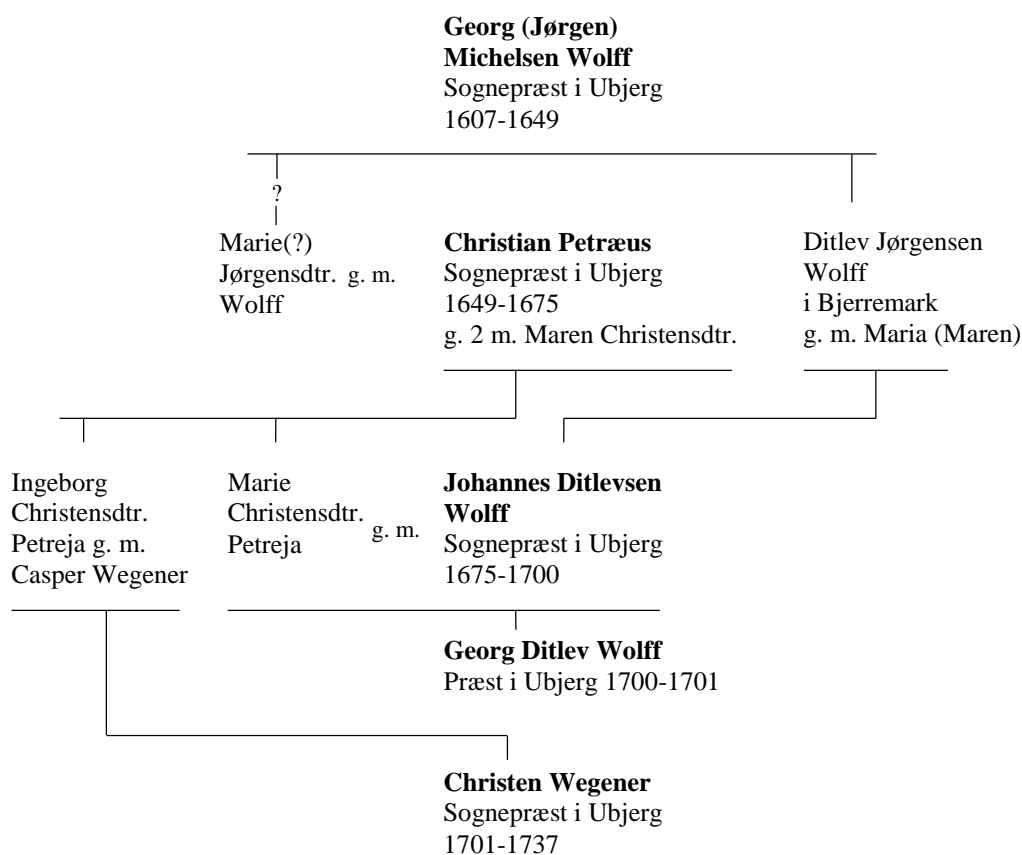 Georg (Jørgen)
Michelsen Wolff
Sognepræst i Ubjerg
1607-1649
?
Marie(?)
Jørgensdtr. g. m.
Wolff
Christian Petræus
Sognepræst i Ubjerg
1649-1675
g. 2 m. Maren Christensdtr.
Ditlev Jørgensen
Wolff
i Bjerremark
g. m. Maria (Maren)
Ingeborg
Christensdtr.
Petreja g. m.
Casper Wegener
Marie
Christensdtr.
Petreja
g. m.
Johannes Ditlevsen
Wolff
Sognepræst i Ubjerg
1675-1700
Georg Ditlev Wolff
Præst i Ubjerg 1700-1701
Christen Wegener
Sognepræst i Ubjerg
1701-1737